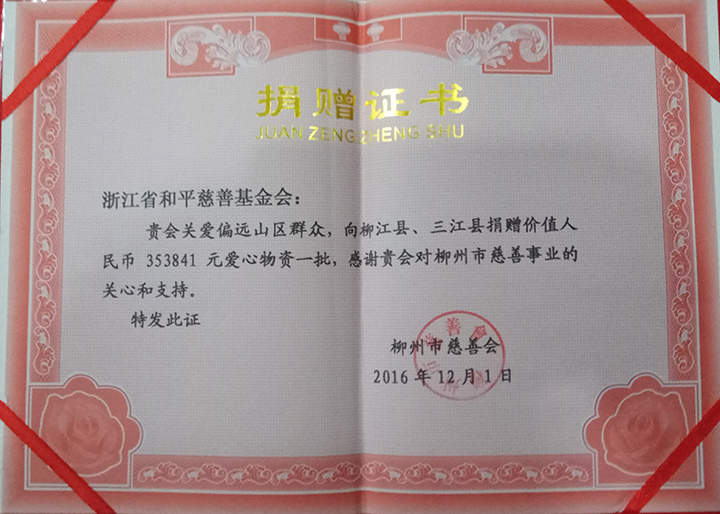 捐赠证书
JUAN ZENG ZHENG SHU
浙江省和平慈善基金会：
贵会关爱偏远山区群众，向柳江县、三江县捐赠价值人
民币 353841 元爱心物资一批，感谢贵会对柳州市慈善事业的
关心和支持。
特发此证
柳州市慈善会
2016 年 12 月 1 日